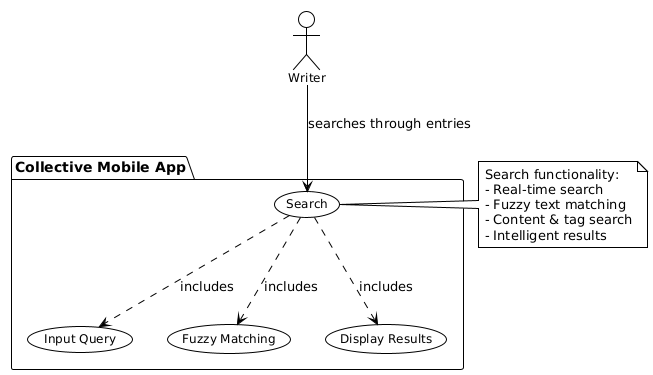 Writer
searches through entries
Collective Mobile App
Search functionality:
- Real-time search
- Fuzzy text matching
- Content & tag search
- Intelligent results
Search
includes
includes
includes
Input Query
Fuzzy Matching
Display Results